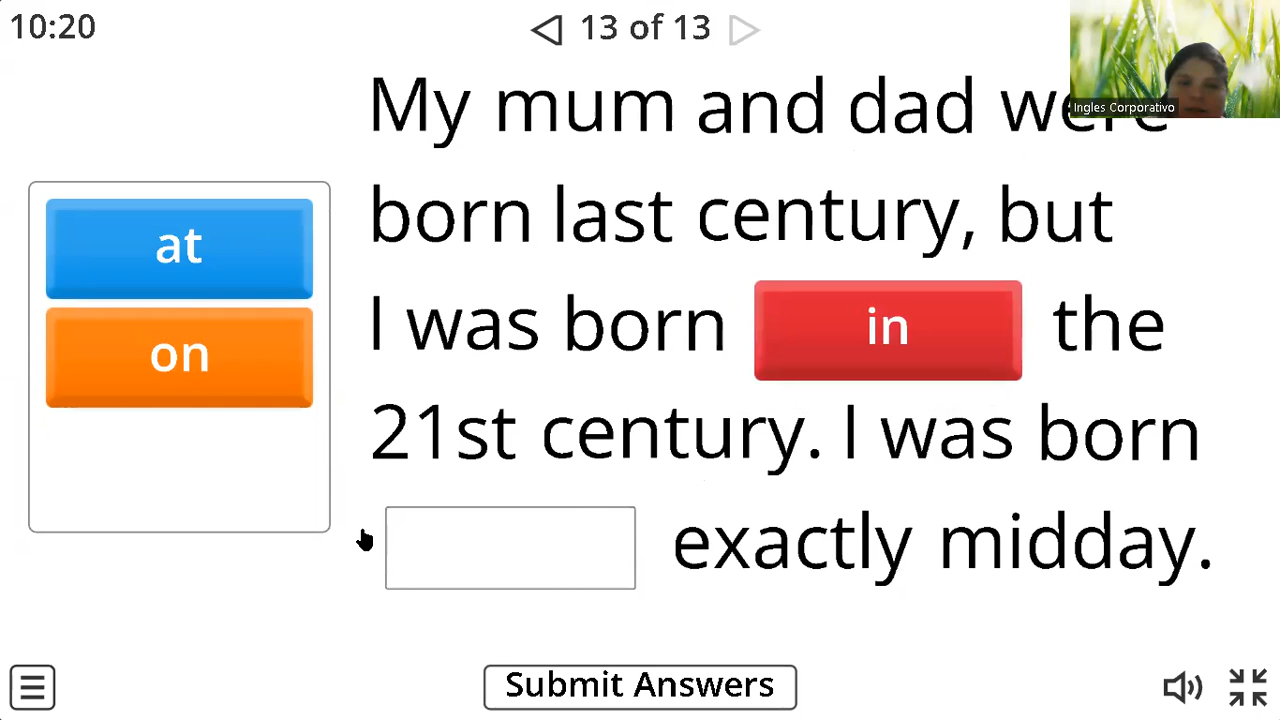 10:20
13 of 13
Ingles Corporativo
My mum and dad were
born last century, but
at
on
I was born in the
21st century. I was born
exactly midday.
Submit Answers